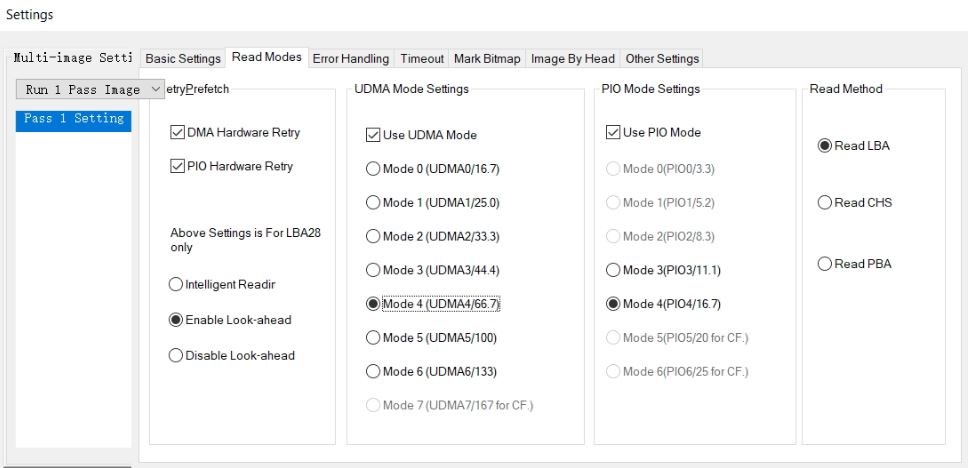 Settings
Multi-image Setti
Basic Settings
Read Modes
Error Handling
Timeout
Mark Bitmap
Image By Head
Other Settings
Run 1 Pass Image
Pass 1 Setting
etryPrefetch
DMA Hardware Retry
PIO Hardware Retry
Above Settings is For LBA28
only
Intelligent Readir
Enable Look-ahead
Disable Look-ahead
UDMA Mode Settings
Use UDMA Mode
Mode 0 (UDMA0/16.7)
Mode 1 (UDMA1/25.0)
Mode 2 (UDMA2/33.3)
Mode 3 (UDMA3/44.4)
Mode 4 (UDMA4/66.7)
Mode 5 (UDMA5/100)
Mode 6 (UDMA6/133)
Mode 7 (UDMA7/167 for CF.)
PIO Mode Settings
Use PIO Mode
Mode 0(PIO0/3.3)
Mode 1(PIO1/5.2)
Mode 2(PIO2/8.3)
Mode 3(PIO3/11.1)
Mode 4(PIO4/16.7)
Mode 5(PIO5/20 for CF.)
Mode 6(PIO6/25 for CF.)
Read Method
Read LBA
Read CHS
Read PBA